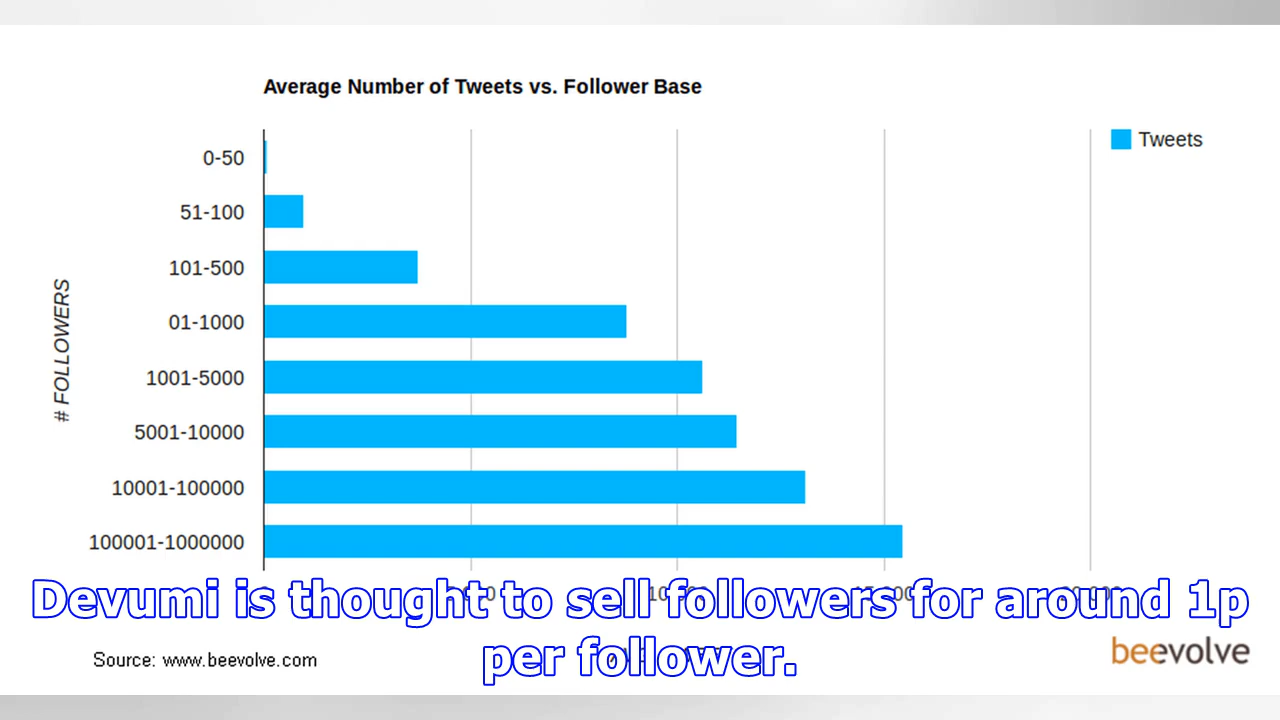 Average Number of Tweets vs. Follower Base
Tweets
0-50
51-100
101-500
01-1000
1001-5000
5001-10000
10001-100000
100001-1000000
# FOLLOWERS
Devumi is thought to sell followers for around 1p
per follower.
Source: www.beevolve.com
beevolve